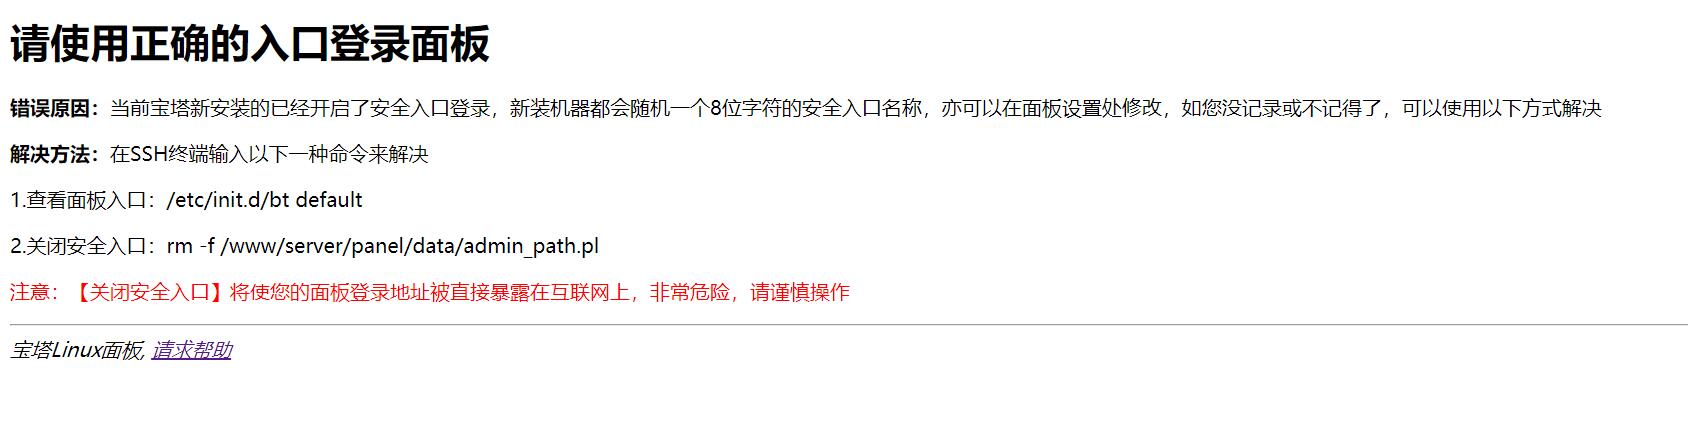 请使用正确的入口登录面板
错误原因：当前宝塔新安装的已经开启了安全入口登录，新装机器都会随机一个8位字符的安全入口名称，亦可以在面板设置处修改，如您没记录或不记得了，可以使用以下方式解决
解决方法：在SSH终端输入以下一种命令来解决
1.查看面板入口：/etc/init.d/bt default
2.关闭安全入口：rm -f /www/server/panel/data/admin_path.pl
注意：【关闭安全入口】将使您的面板登录地址被直接暴露在互联网上，非常危险，请谨慎操作
宝塔Linux面板, 请求帮助